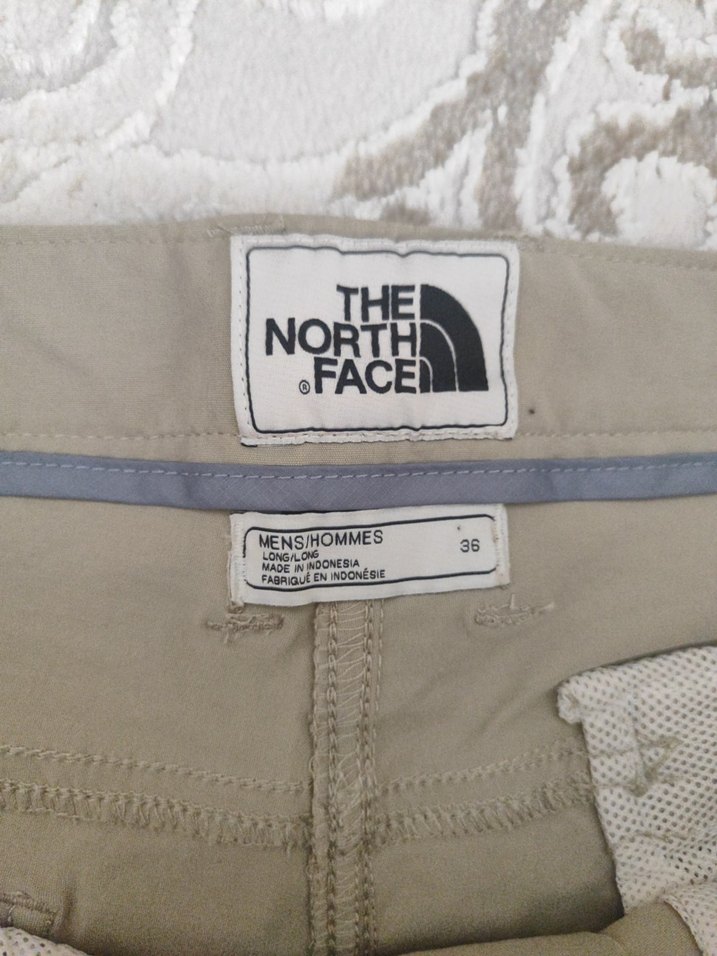 THE
NORTH
® FACE
MENS/HOMMES 36
LONG/LONG
MADE IN INDONESIA
FABRIQUÉ EN INDONÉSIE